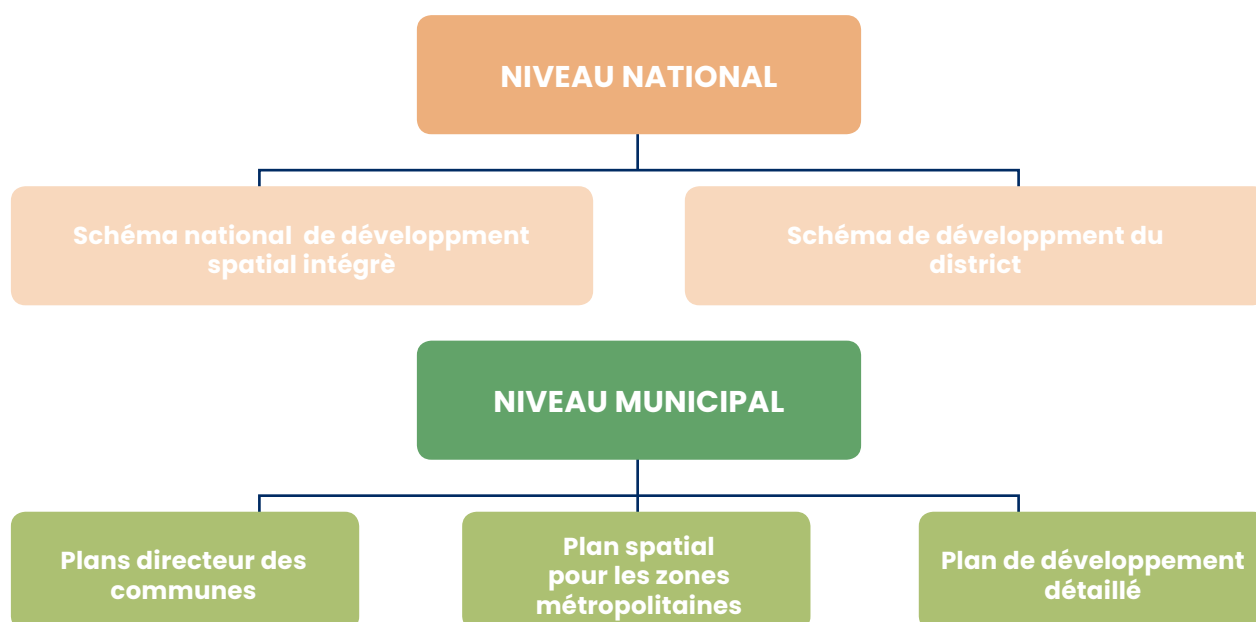 NIVEAU NATIONAL
Schéma national de développment
spatial intégrè
Schéma de développment du
district
NIVEAU MUNICIPAL
Plans directeur des
communes
Plan spatial
pour les zones
métropolitaines
Plan de développement
détaillé